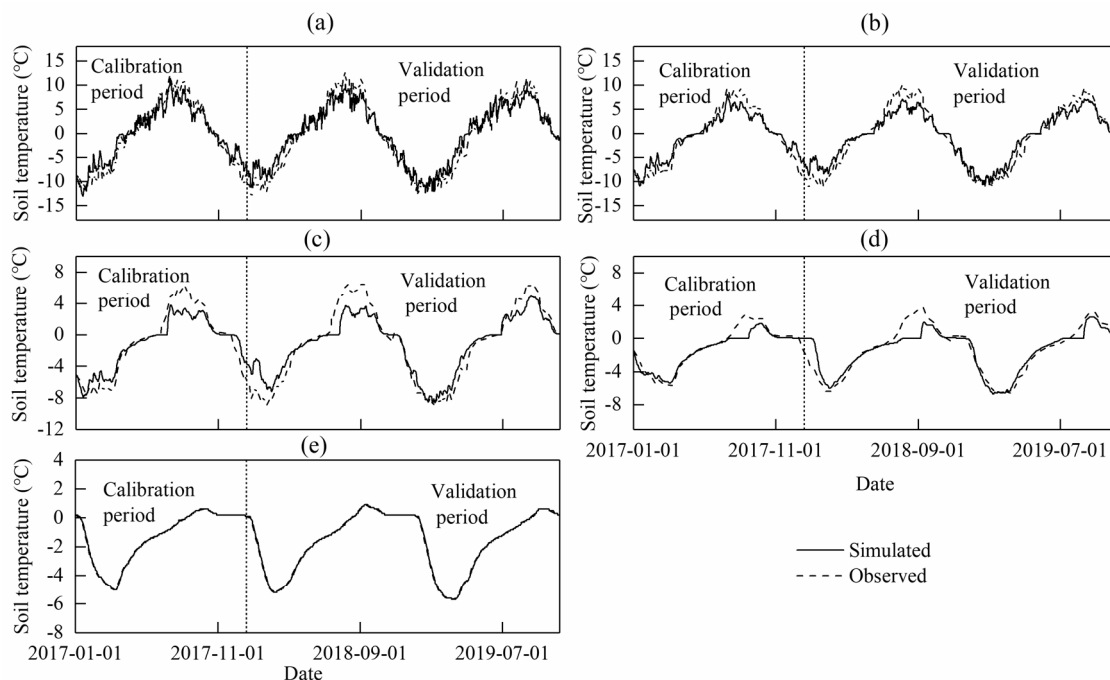 (a)
Soil temperature (℃)
15
10
5
0
-5
-10
-15
Calibration
period
Validation
period
(b)
Soil temperature (℃)
15
10
5
0
-5
-10
-15
Calibration
period
Validation
period
(c)
Soil temperature (℃)
8
4
0
-4
-8
-12
Calibration
period
Validation
period
(d)
Soil temperature (℃)
8
4
0
-4
-8
Calibration
period
Validation
period
2017-01-01
2017-11-01
2018-09-01
2019-07-01
Date
(e)
Soil temperature (℃)
4
2
0
-2
-4
-6
-8
Calibration
period
Validation
period
2017-01-01
2017-11-01
2018-09-01
2019-07-01
Date
Simulated
Observed